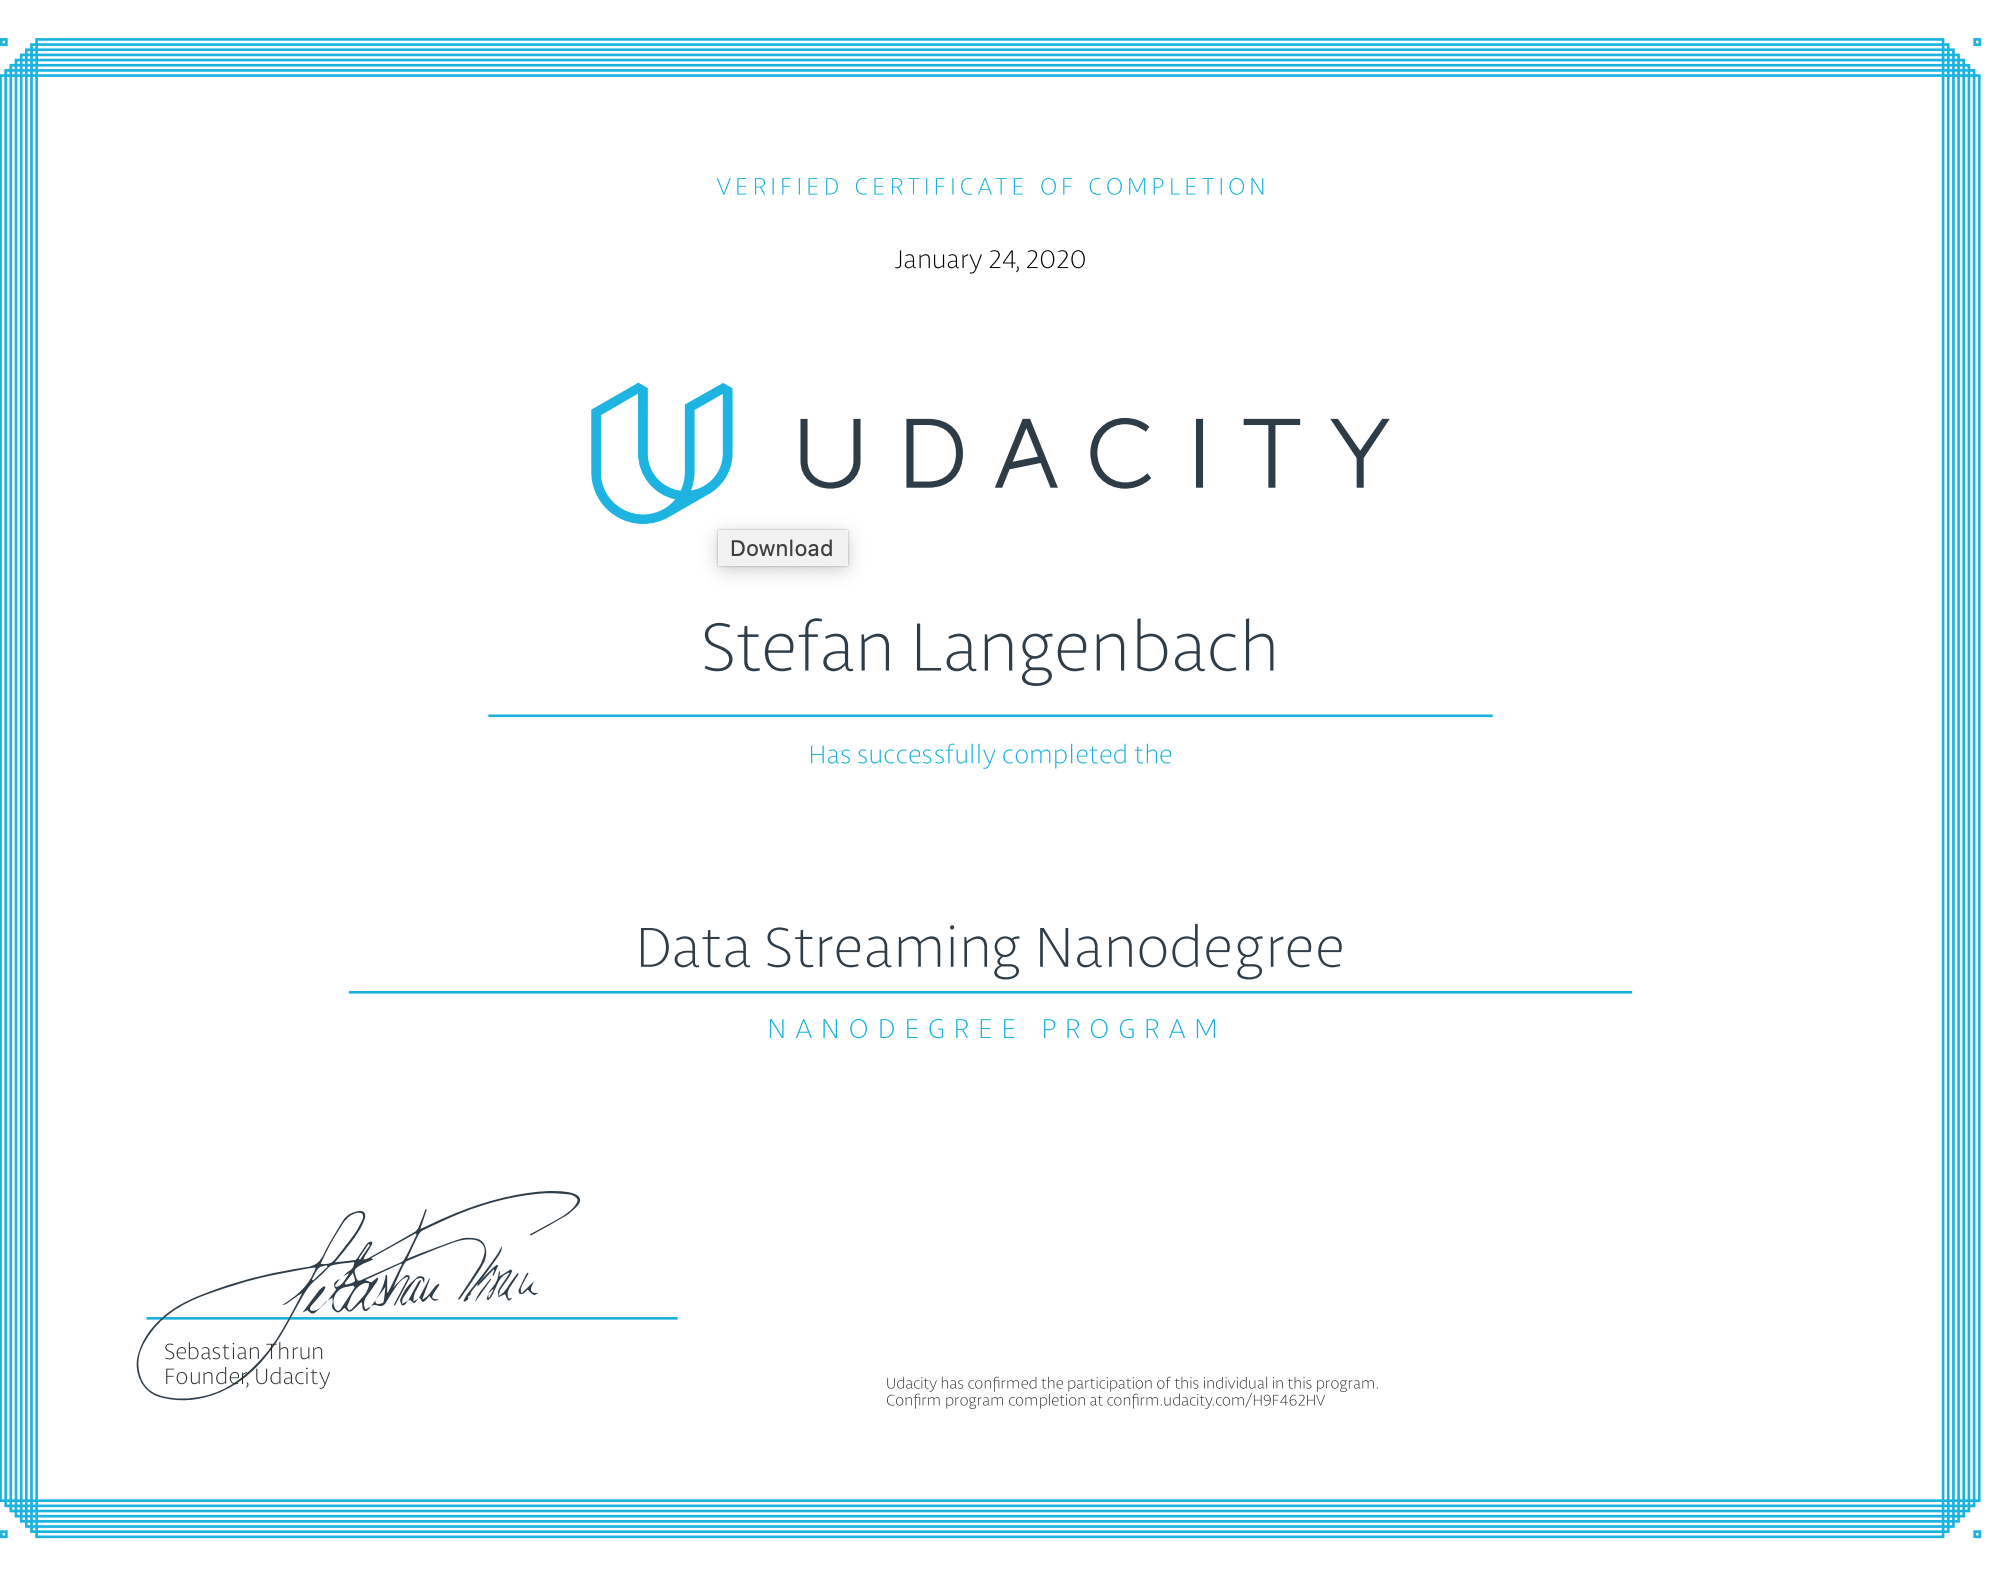 VERIFIED CERTIFICATE OF COMPLETION
January 24, 2020
UDACITY
Download
Stefan Langenbach
Has successfully completed the
Data Streaming Nanodegree
NANODEGREE PROGRAM
Sebastian Thrun
Sebastian Thrun
Founder, Udacity
Udacity has confirmed the participation of this individual in this program.
Confirm program completion at confirm.udacity.com/H9F462HV